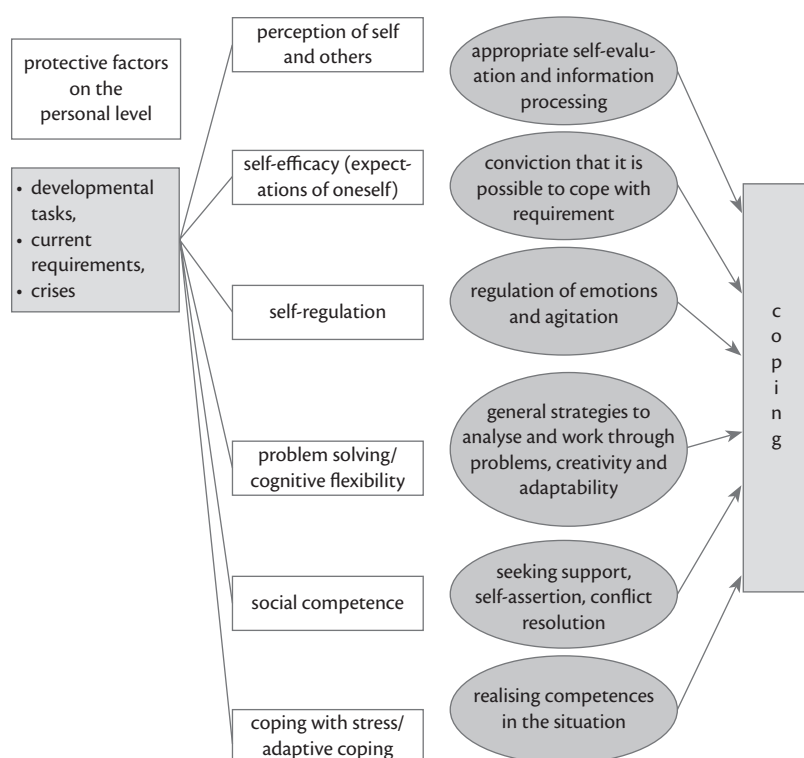 protective factors
on the
personal level
• developmental
tasks,
• current
requirements,
• crises
perception of self
and others
self-efficacy (expect-
ations of oneself)
self-regulation
problem solving/
cognitive flexibility
social competence
coping with stress/
adaptive coping
appropriate self-evalu-
ation and information
processing
conviction that it is
possible to cope with
requirement
regulation of emotions
and agitation
general strategies to
analyse and work through
problems, creativity and
adaptability
seeking support,
self-assertion, conflict
resolution
realising competences
in the situation
c
o
p
i
n
g